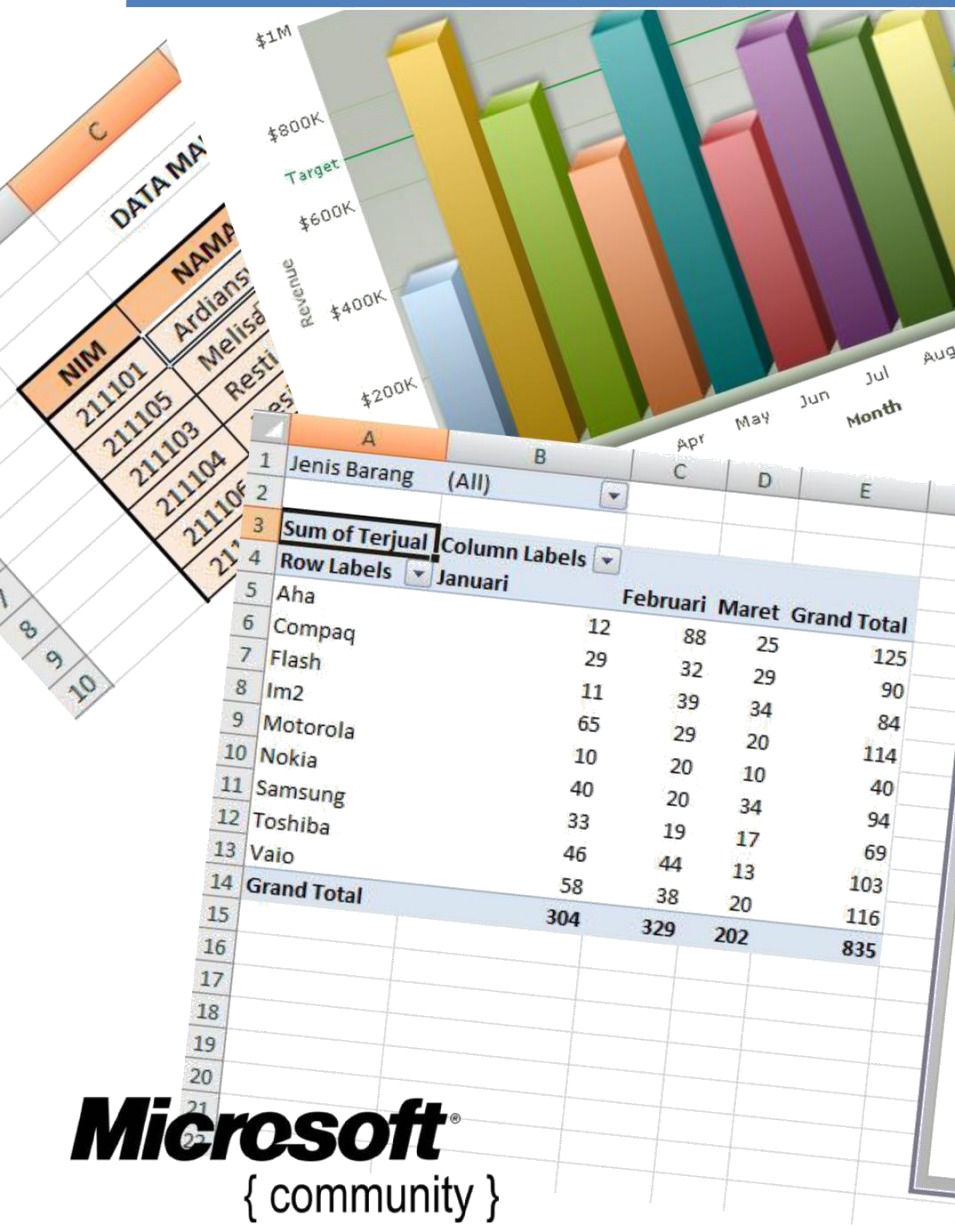 $1M
$800K
Target
$600K
$400K
$200K
Revenue
Apr May Jun Jul Aug
Month
C
DATA MA
NIM NAMA
211101 Ardiansy
211105 Melisa
211103 Resti
211104
8
9
10
A B C D E
1 Jenis Barang (All)
2
3 Sum of Terjual Column Labels
4 Row Labels Januari Februari Maret Grand Total
5 Aha 12 88 25 125
6 Compaq 29 32 29 90
7 Flash 11 39 34 84
8 Im2 65 29 20 114
9 Motorola 10 20 10 40
10 Nokia 40 20 34 94
11 Samsung 33 19 17 69
12 Toshiba 46 44 13 103
13 Vaio 58 38 20 116
14 Grand Total 304 329 202 835
15
16
17
18
19
20
21
22
Microsoft®
{ community }